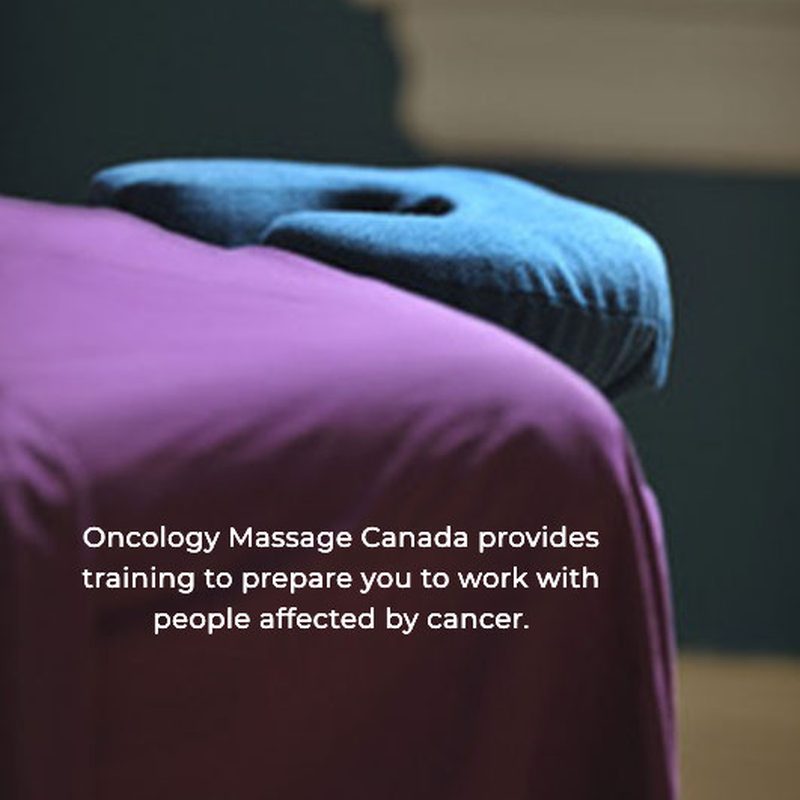 Oncology Massage Canada provides
training to prepare you to work with
people affected by cancer.